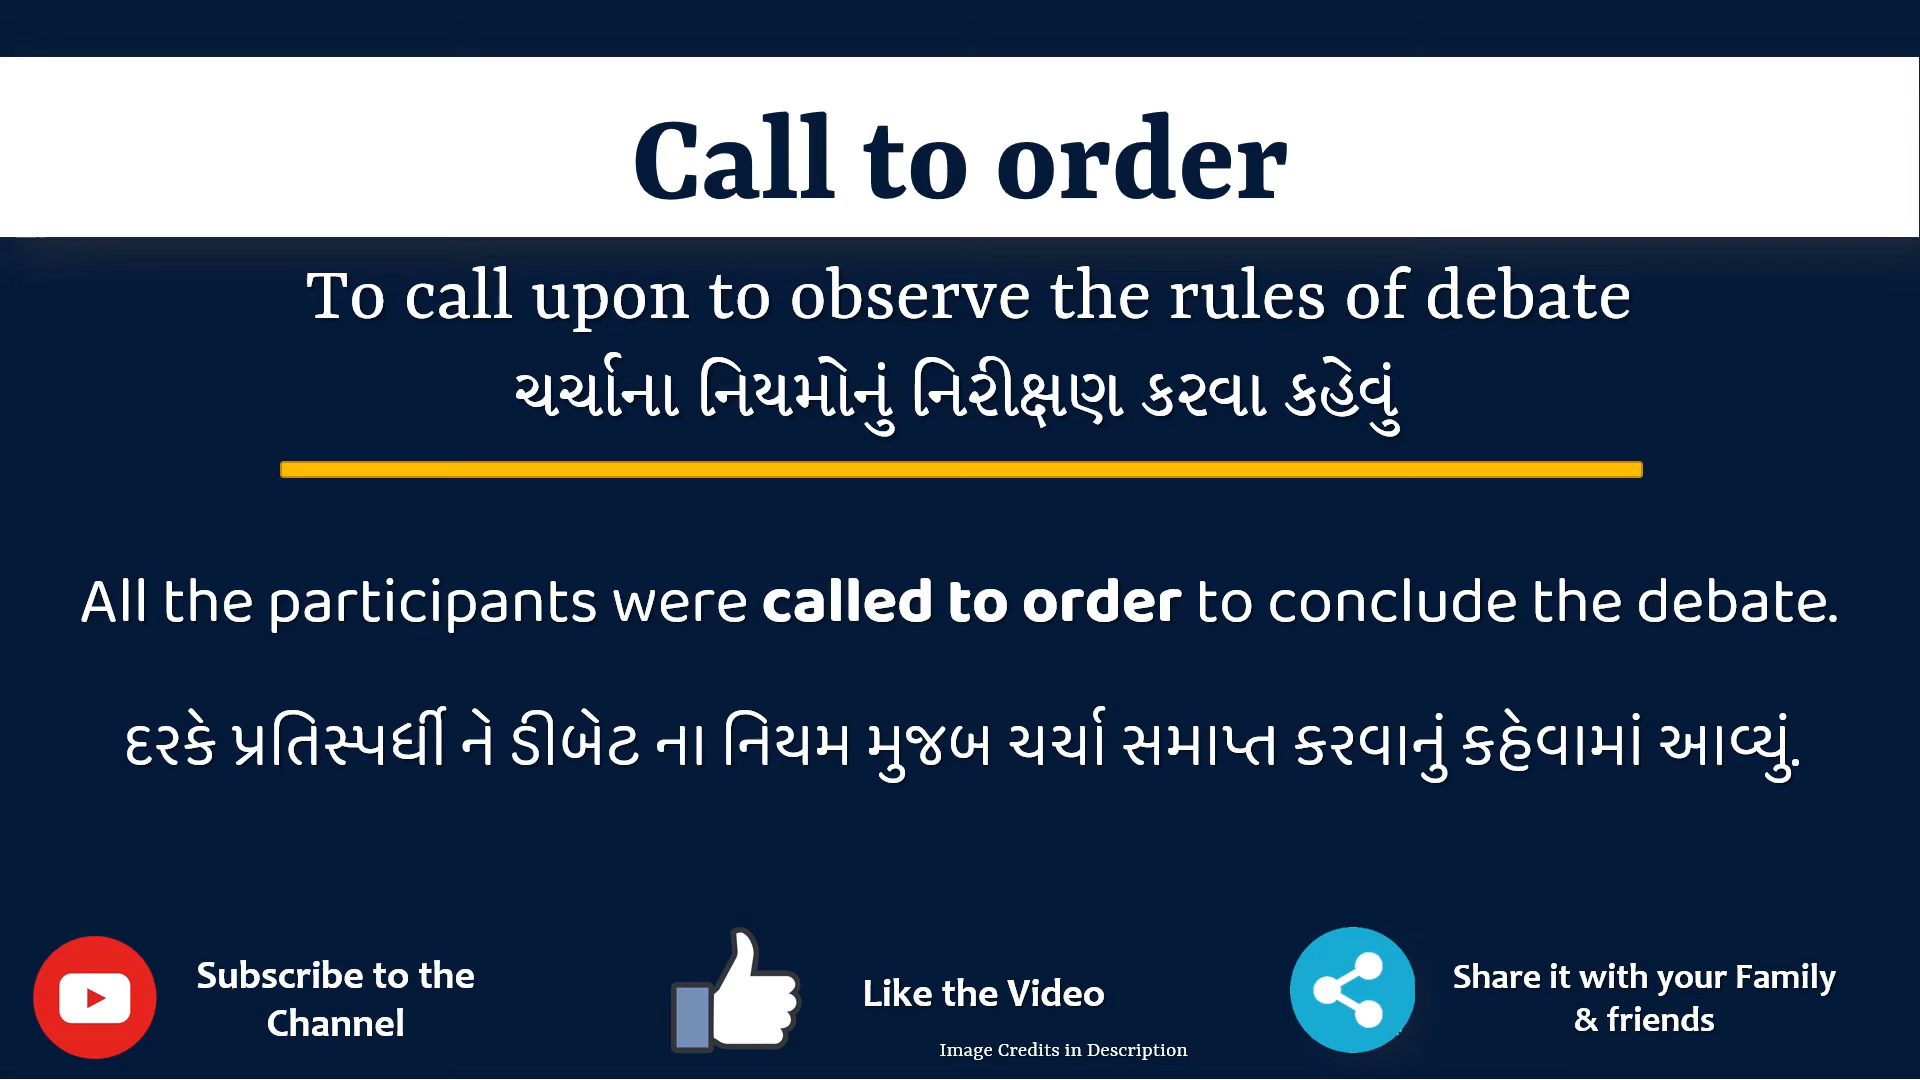 Call to order
To call upon to observe the rules of debate
ચર્ચાના નિયમોનું નિરીક્ષણ કરવા કહેવું
All the participants were called to order to conclude the debate.
દરકે પ્રતિસ્પર્ધી ને ડીબેટ ના નિયમ મુજબ ચર્ચા સમાપ્ત કરવાનું કહેવામાં આવ્યું.
Subscribe to the
Channel
Like the Video
Image Credits in Description
Share it with your Family
& friends